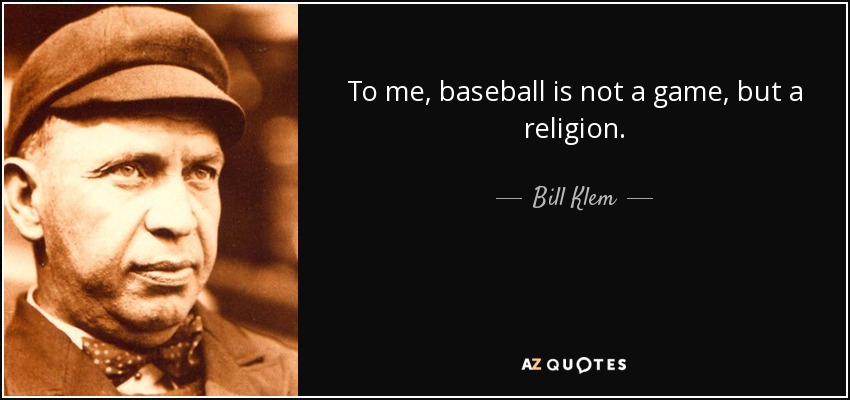 To me, baseball is not a game, but a
religion.
— Bill Klem —
AZ QUOTES